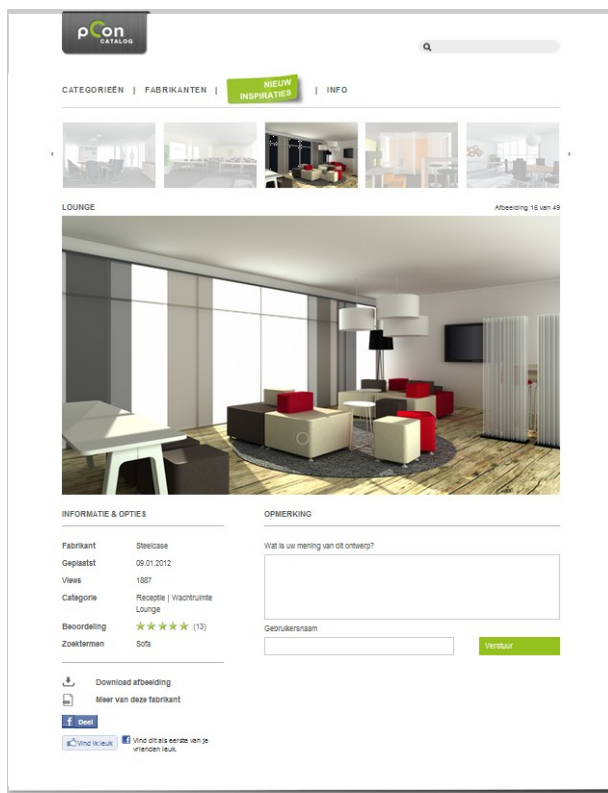 pCon
CATALOG
CATEGORIEËN | FABRIKANTEN | NIEUW INSPIRATIES | INFO
LOUNGE
Afbeelding 16 van 49
INFORMATIE & OPTIES
Fabrikant Steelcase
Geplaatst 09.01.2012
Views 1887
Categorie Receptie | Wachtruimte
Lounge
Beoordeling (13)
Zoektermen Sofa
Download afbeelding
Meer van deze fabrikant
f Deel
Vind ik leuk
Vind dit als eerste van je
vrienden leuk.
OPMERKING
Wat is uw mening van dit ontwerp?
Gebruikersnaam
Verstuur